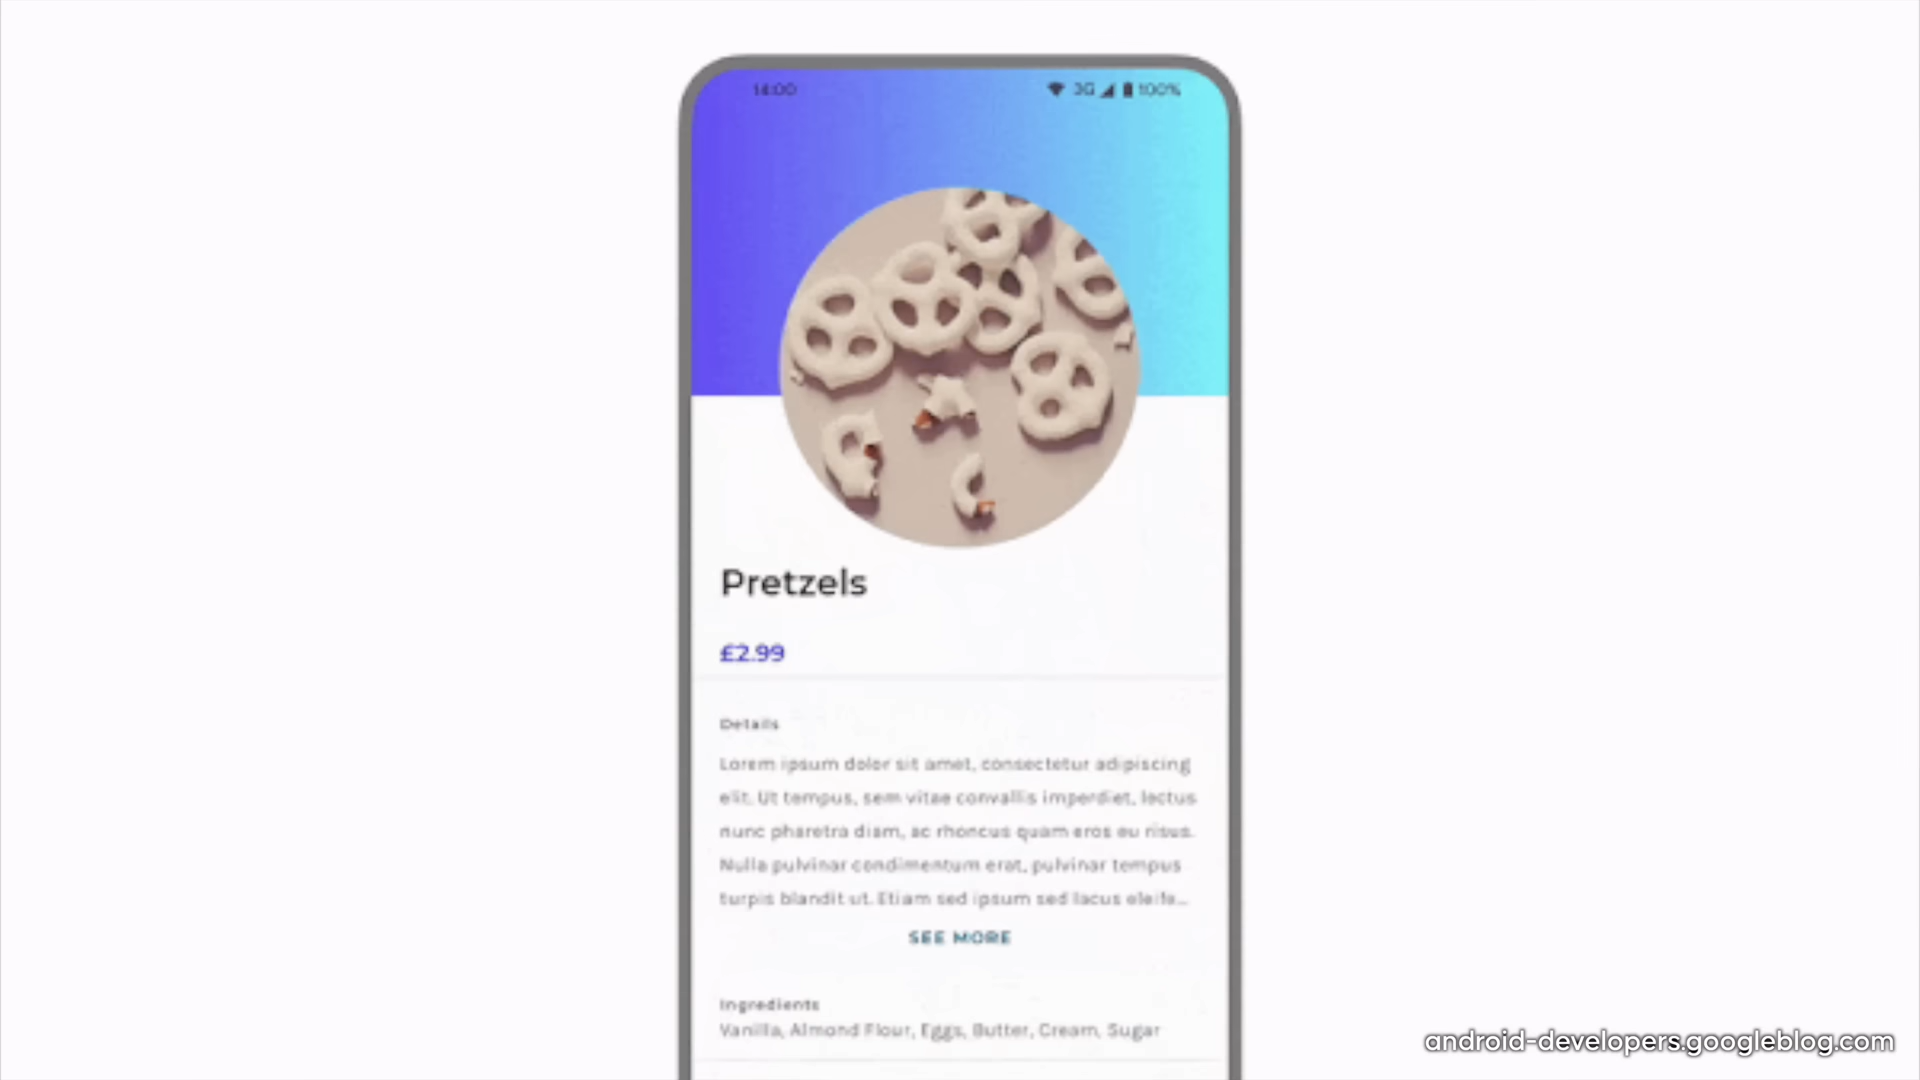 14:00 3G 100%
Pretzels
£2.99
Details
Lorem ipsum dolor sit amet, consectetur adipiscing
elit. Ut tempus, sem vitae convallis imperdiet, lectus
nunc pharetra diam, ac rhoncus quam eros eu risus.
Nulla pulvinar condimentum erat, pulvinar tempus
turpis blandit ut. Etiam sed ipsum sed lacus eleife...
SEE MORE
Ingredients
Vanilla, Almond Flour, Eggs, Butter, Cream, Sugar
android-developers.googleblog.com